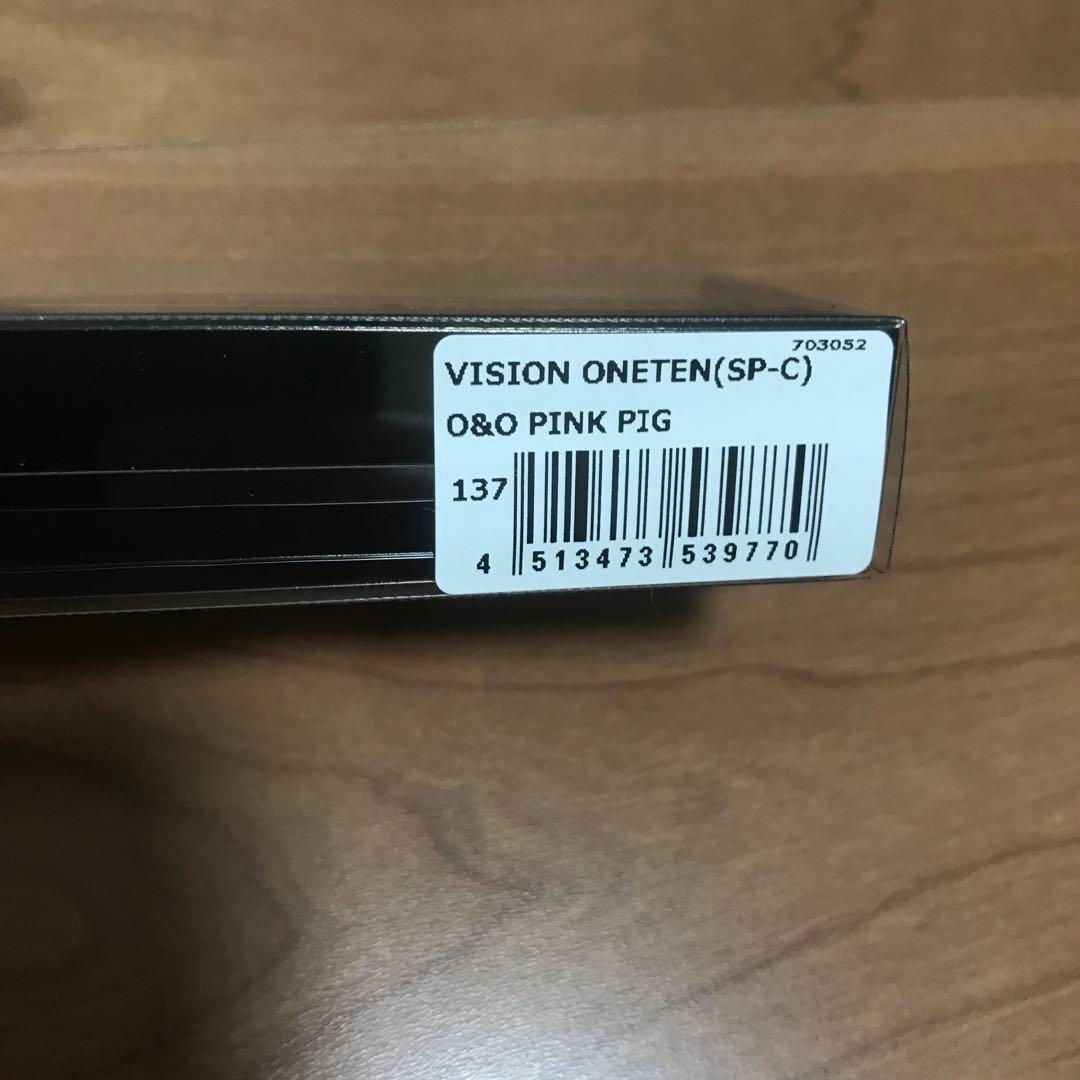 703052
VISION ONETEN(SP-C)
O&O PINK PIG
137
4 513473 539770